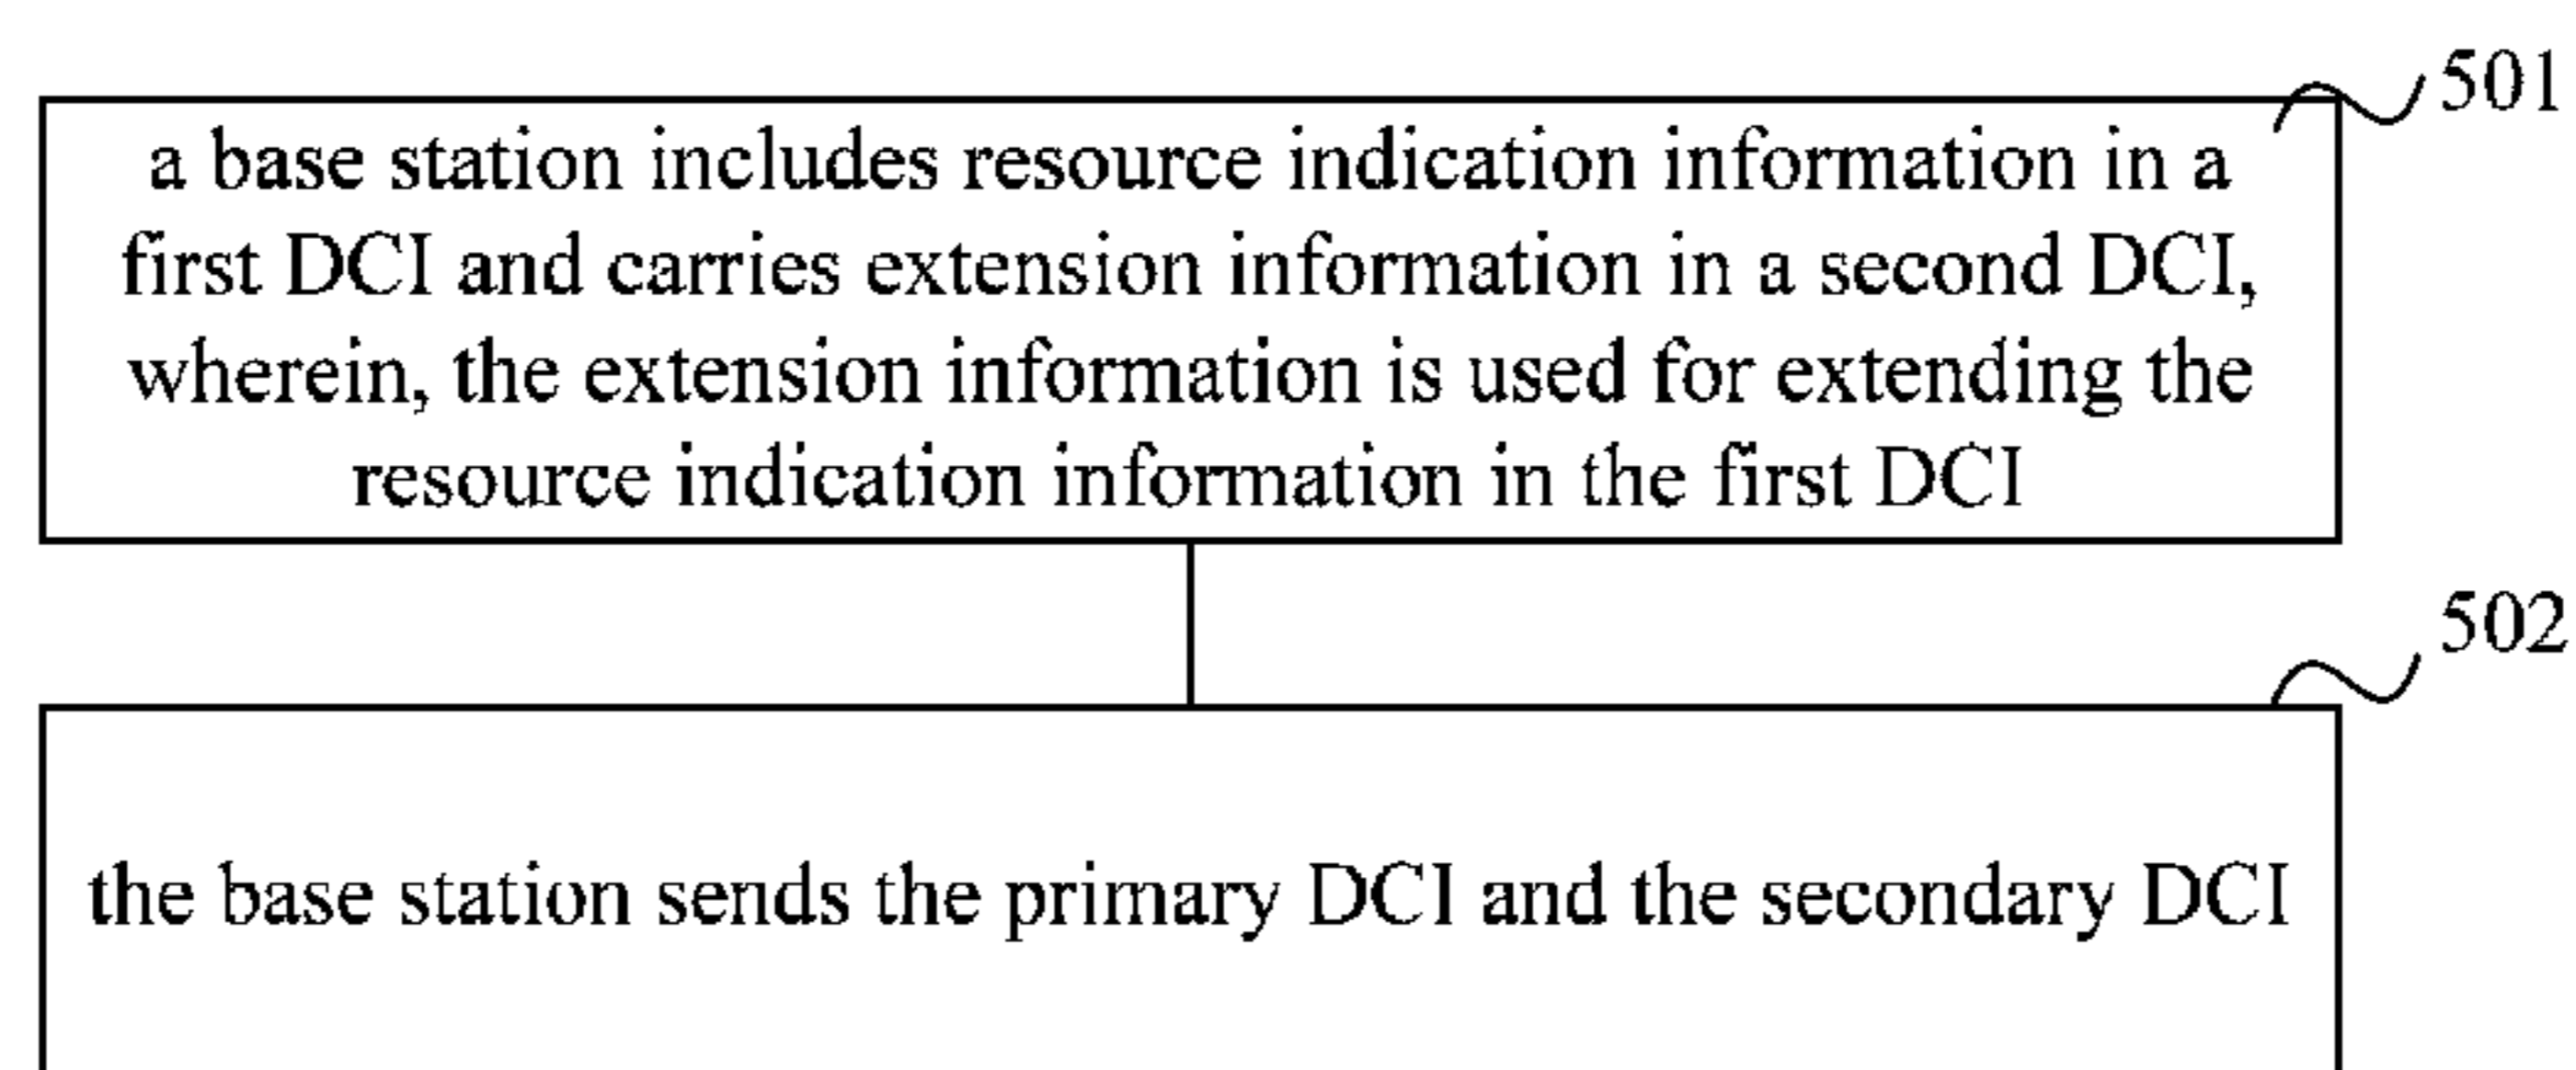 501
a base station includes resource indication information in a
first DCI and carries extension information in a second DCI,
wherein, the extension information is used for extending the
resource indication information in the first DCI
502
the base station sends the primary DCI and the secondary DCI